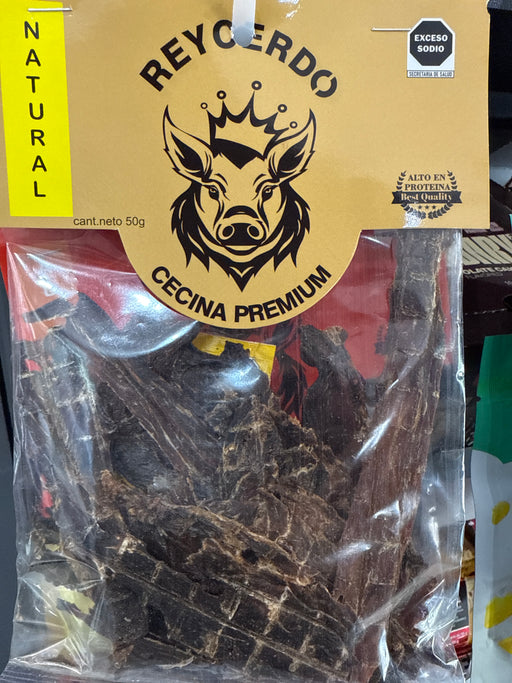 NATURAL
REYCERDO
EXCESO
SODIO
SECRETARÍA DE SALUD
ALTO EN
PROTEINA
Best Quality
cant.neto 50g
CECINA PREMIUM